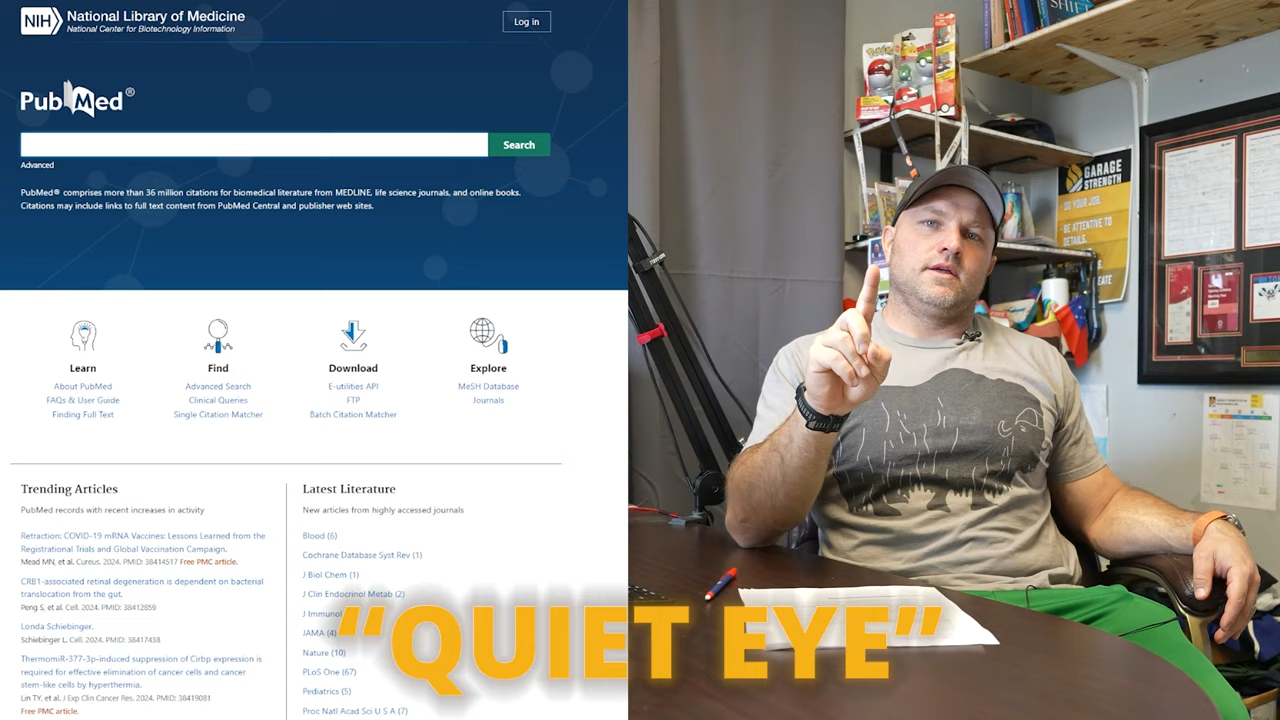 NIH National Library of Medicine
National Center for Biotechnology Information
Log in
PubMed®
Search
Advanced
PubMed® comprises more than 36 million citations for biomedical literature from MEDLINE, life science journals, and online books.
Citations may include links to full text content from PubMed Central and publisher web sites.
Learn
About PubMed
FAQs & User Guide
Finding Full Text
Find
Advanced Search
Clinical Queries
Single Citation Matcher
Download
E-utilities API
FTP
Batch Citation Matcher
Explore
MeSH Database
Journals
Trending Articles
PubMed records with recent increases in activity
Retraction: COVID-19 mRNA Vaccines: Lessons Learned from the
Registrational Trials and Global Vaccination Campaign.
Mead MN, et al. Cureus. 2024. PMID: 38414517 Free PMC article.
CRB1-associated retinal degeneration is dependent on bacterial
translocation from the gut.
Peng S, et al. Cell. 2024. PMID: 38412859
Londa Schiebinger.
Schiebinger L. Cell. 2024. PMID: 38417438
ThermomiR-377-3p-induced suppression of Cirbp expression is
required for effective elimination of cancer cells and cancer
stem-like cells by hyperthermia.
Lin TY, et al. J Exp Clin Cancer Res. 2024. PMID: 38419081
Free PMC article.
Latest Literature
New articles from highly accessed journals
Blood (6)
Cochrane Database Syst Rev (1)
J Biol Chem (1)
J Clin Endocrinol Metab (2)
J Immunol
JAMA (4)
Nature (10)
PLoS One (67)
Pediatrics (5)
Proc Natl Acad Sci U S A (7)
SHIFT
GARAGE
STRENGTH
DO YOUR JOB.
BE ATTENTIVE TO
DETAILS.
"QUIET EYE"